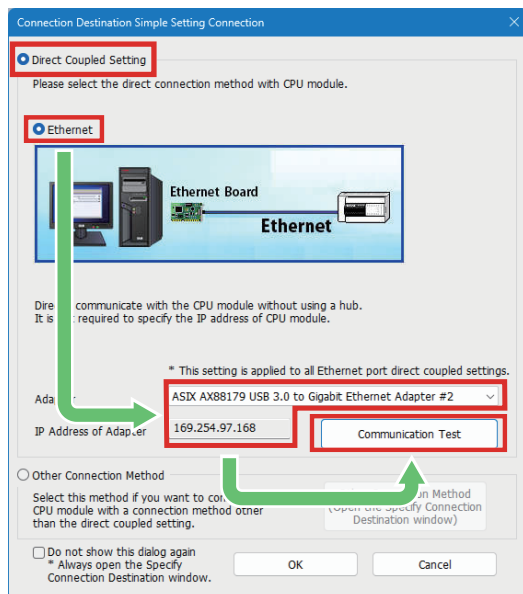 Connection Destination Simple Setting Connection
Direct Coupled Setting
Please select the direct connection method with CPU module.
Ethernet
Ethernet Board
Ethernet
communicate with the CPU module without using a hub.
It is required to specify the IP address of CPU module.
* This setting is applied to all Ethernet port direct coupled settings.
ASIX AX88179 USB 3.0 to Gigabit Ethernet Adapter #2
IP Address of Adapter
169.254.97.168
Communication Test
Other Connection Method
Select this method if you want to
CPU module with a connection method other
than the direct coupled setting.
Method
the Specify Connection
Destination window)
Do not show this dialog again
* Always open the Specify
Connection Destination window.
OK
Cancel